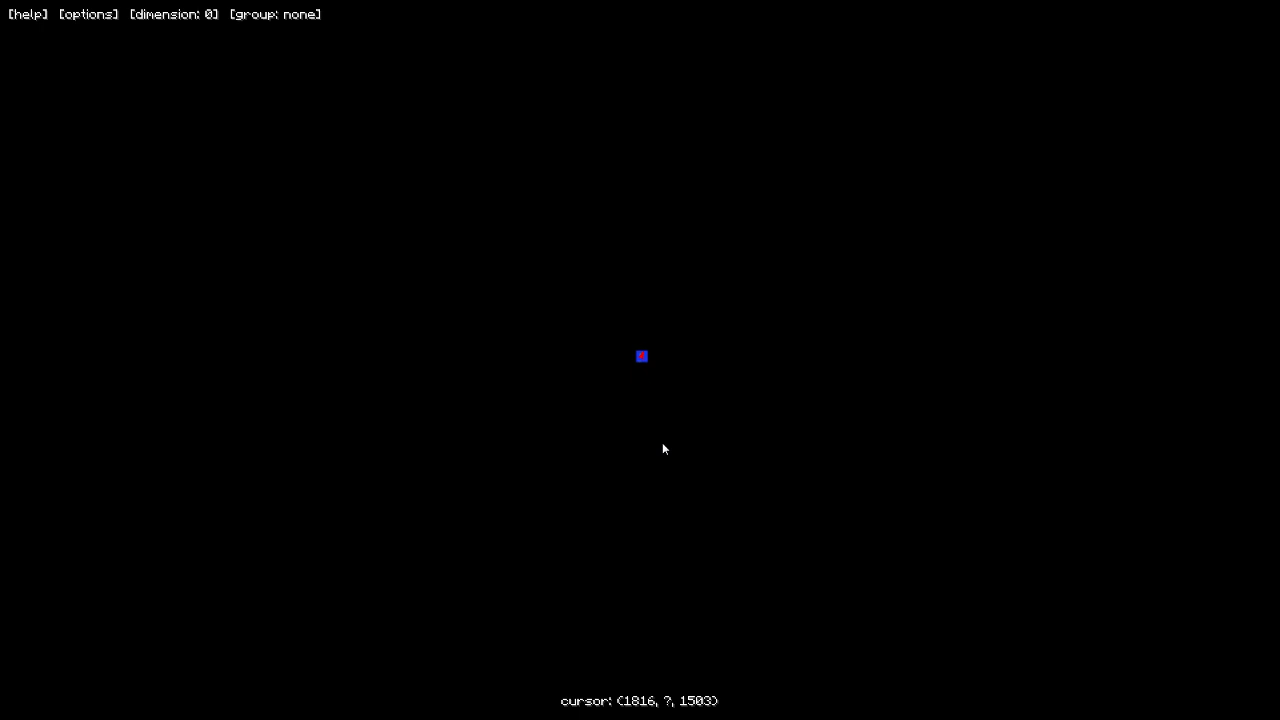 [help] [options] [dimension: 0] [group: none]
cursor: (1816, ?, 1503)